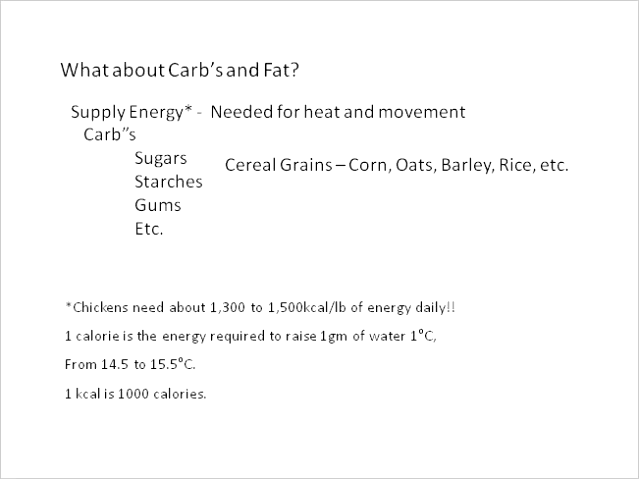 What about Carb's and Fat?
Supply Energy* - Needed for heat and movement
Carb"s
Sugars
Cereal Grains – Corn, Oats, Barley, Rice, etc.
Starches
Gums
Etc.
*Chickens need about 1,300 to 1,500kcal/lb of energy daily!!
1 calorie is the energy required to raise 1gm of water 1°C,
From 14.5 to 15.5°C.
1 kcal is 1000 calories.